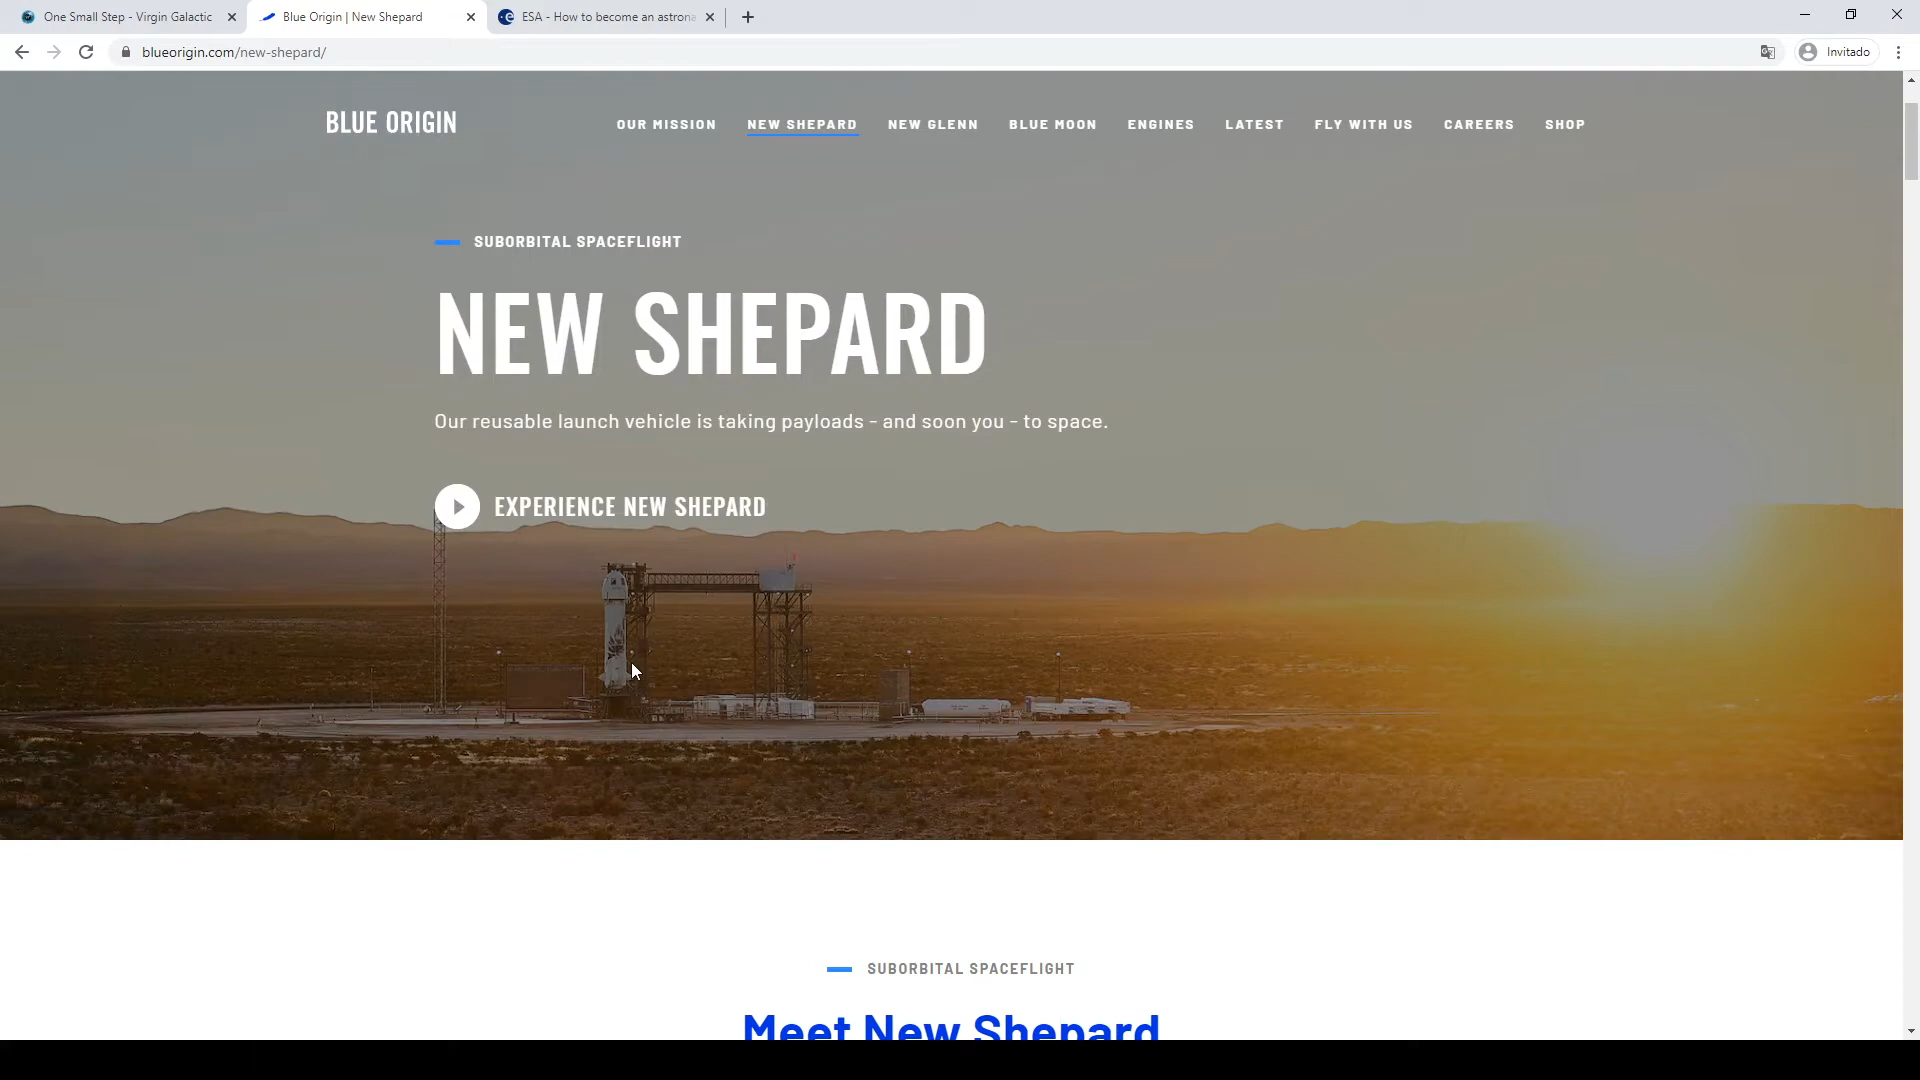 One Small Step - Virgin Galactic
Blue Origin | New Shepard
ESA - How to become an astrona
blueorigin.com/new-shepard/
Invitado
BLUE ORIGIN
OUR MISSION
NEW SHEPARD
NEW GLENN
BLUE MOON
ENGINES
LATEST
FLY WITH US
CAREERS
SHOP
SUBORBITAL SPACEFLIGHT
NEW SHEPARD
Our reusable launch vehicle is taking payloads - and soon you - to space.
EXPERIENCE NEW SHEPARD
SUBORBITAL SPACEFLIGHT
Meet New Shepard